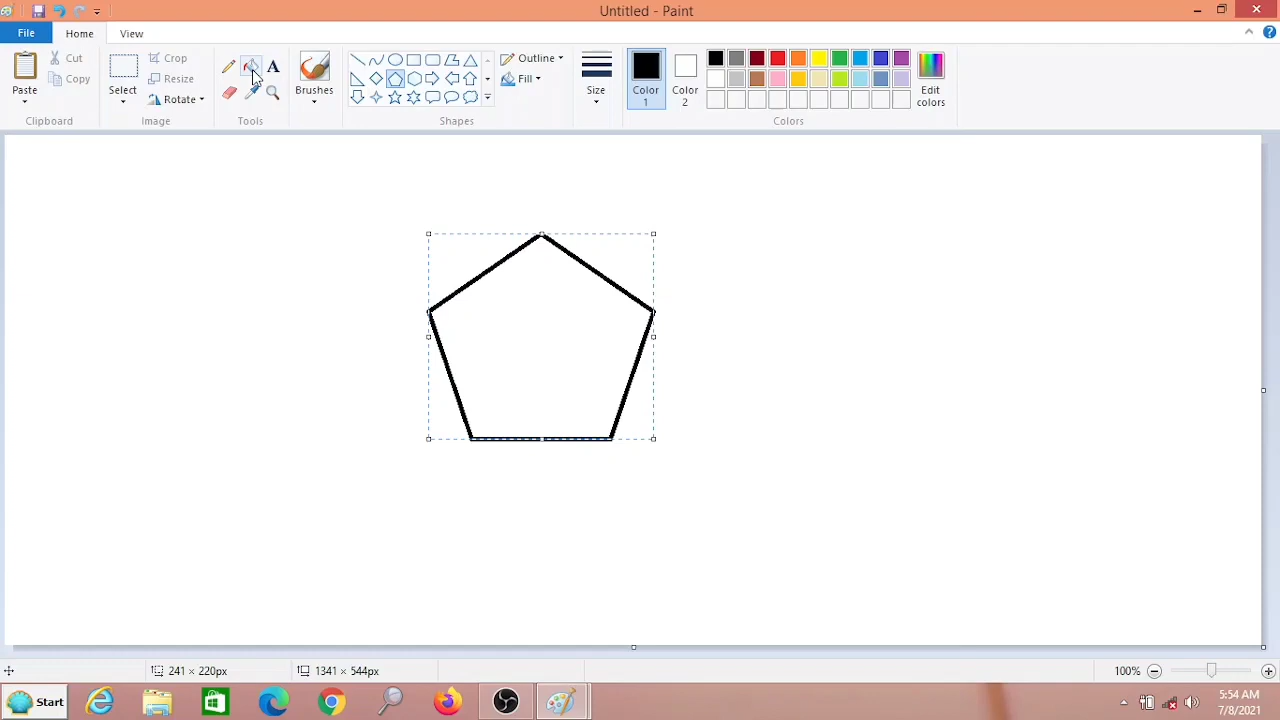 Untitled - Paint
File
Home
View
Paste
Cut
Copy
Clipboard
Select
Crop
Resize
Rotate
Image
A
Tools
Brushes
Outline
Fill
Shapes
Size
Color
1
Color
2
Edit
colors
Colors
241 × 220px
1341 × 544px
100%
Start
5:54 AM
7/8/2021